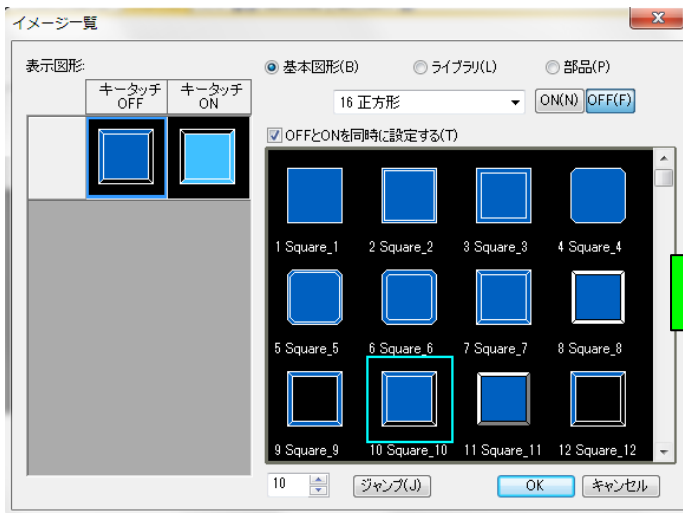 イメージ一覧
表示図形:
キータッチ
OFF
キータッチ
ON
基本図形(B)
ライブラリ(L)
部品(P)
16 正方形
ON(N)
OFF(F)
OFFとONを同時に設定する(T)
1 Square_1
2 Square_2
3 Square_3
4 Square_4
5 Square_5
6 Square_6
7 Square_7
8 Square_8
9 Square_9
10 Square_10
11 Square_11
12 Square_12
10
ジャンプ(J)
OK
キャンセル